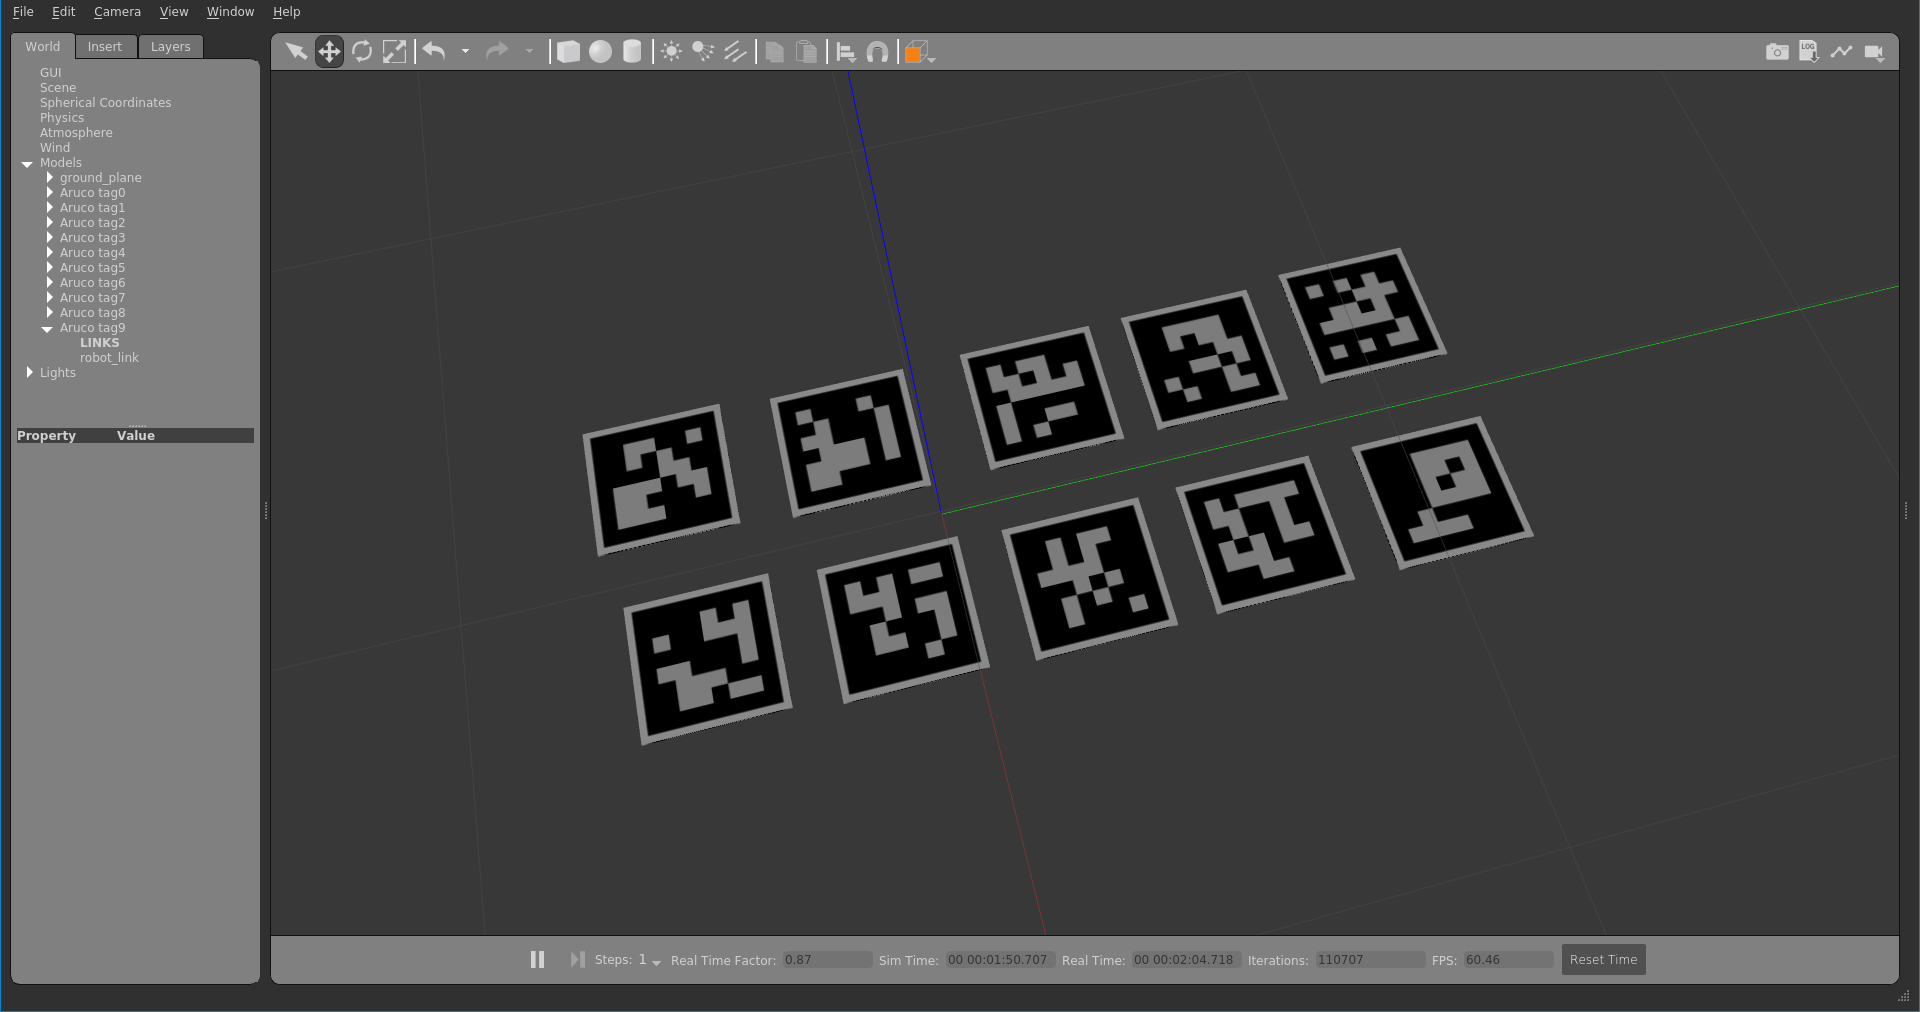 File Edit Camera View Window Help
World Insert Layers
LOG
GUI
Scene
Spherical Coordinates
Physics
Atmosphere
Wind
Models
ground_plane
Aruco tag0
Aruco tag1
Aruco tag2
Aruco tag3
Aruco tag4
Aruco tag5
Aruco tag6
Aruco tag7
Aruco tag8
Aruco tag9
LINKS
robot_link
Lights
Property Value
Steps: 1 Real Time Factor: 0.87 Sim Time: 00 00:01:50.707 Real Time: 00 00:02:04.718 Iterations: 110707 FPS: 60.46 Reset Time